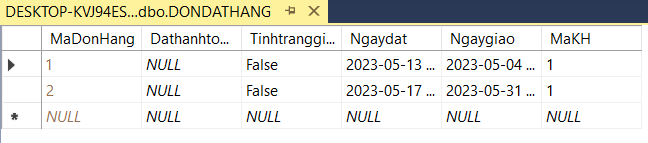 DESKTOP-KVJ94ES...dbo.DONDATHANG
MaDonHang Dathanhto... Tinhtranggi... Ngaydat Ngaygiao MaKH
1 NULL False 2023-05-13 ... 2023-05-04 ... 1
2 NULL False 2023-05-17 ... 2023-05-31 ... 1
NULL NULL NULL NULL NULL NULL